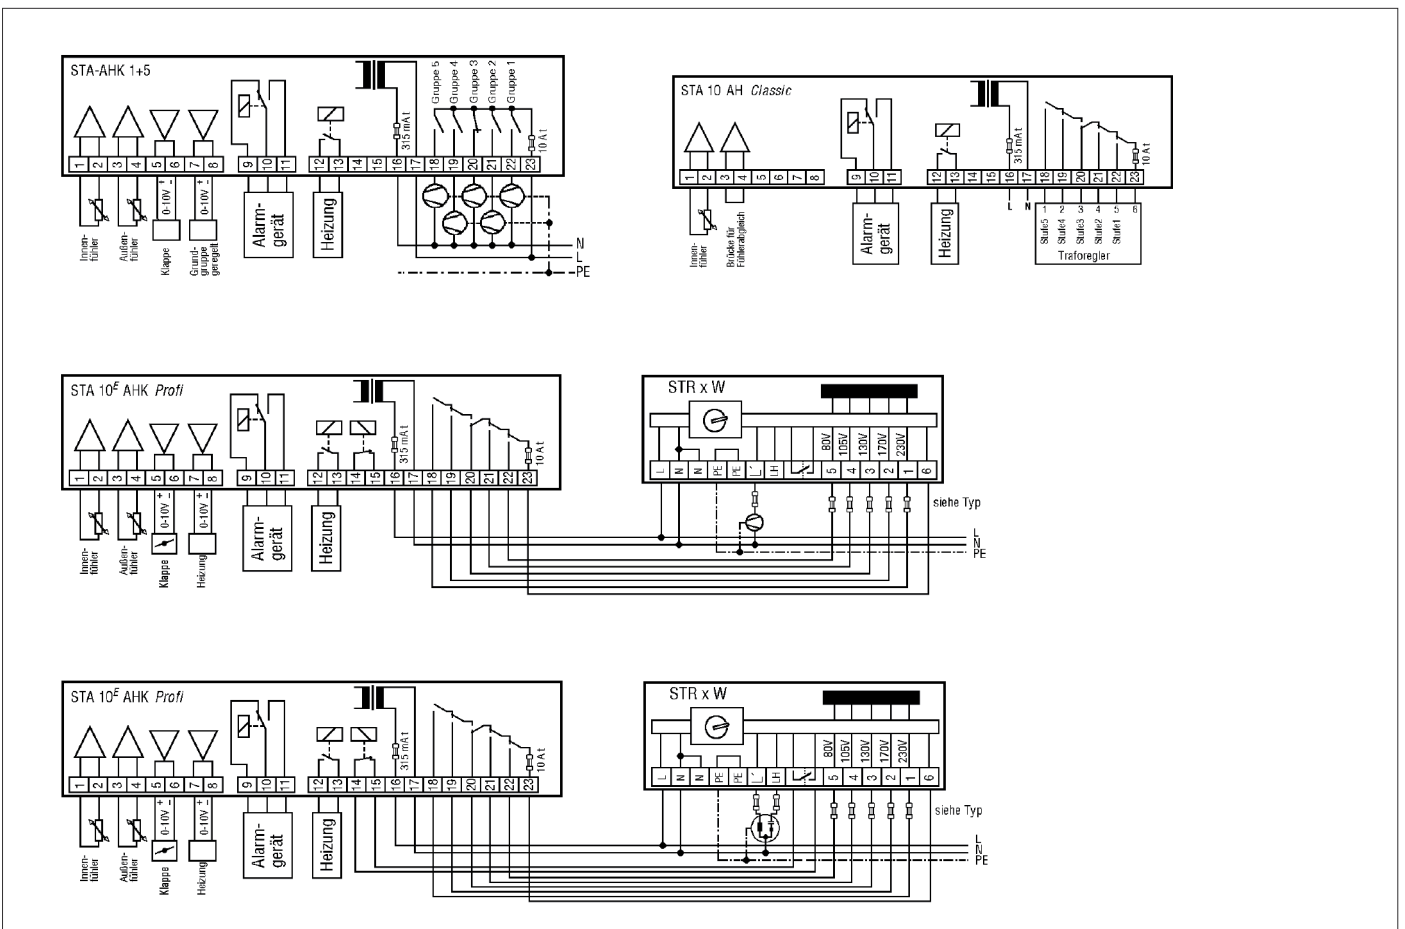 STA-AHK 1+5
Gruppe 5
Gruppe 4
Gruppe 3
Gruppe 2
Gruppe 1
315 mA t
10 A t
1 2 3 4 5 6 7 8 9 10 11 12 13 14 15 16 17 18 19 20 21 22 23
0-10V + −
0-10V + −
Innen-
fühler
Außen-
fühler
Klappe
Grund-
gruppe
geregelt
Alarm-
gerät
Heizung
N
L
PE
STA 10 AH Classic
315 mA t
10 A t
1 2 3 4 5 6 7 8 9 10 11 12 13 14 15 16 17 18 19 20 21 22 23
L N
Innen-
fühler
Brücke für
Fühlerabgleich
Alarm-
gerät
Heizung
1 2 3 4 5 6
Stufe5
Stufe4
Stufe3
Stufe2
Stufe1
Traforegler
STA 10E AHK Profi
315 mA t
10 A t
1 2 3 4 5 6 7 8 9 10 11 12 13 14 15 16 17 18 19 20 21 22 23
0-10V + −
0-10V + −
Innen-
fühler
Außen-
fühler
Klappe
Heizung
Alarm-
gerät
Heizung
STR x W
80V
105V
130V
170V
230V
L N N PE PE L' LH 5 4 3 2 1 6
siehe Typ
L
N
PE
STA 10E AHK Profi
315 mA t
10 A t
1 2 3 4 5 6 7 8 9 10 11 12 13 14 15 16 17 18 19 20 21 22 23
0-10V + −
0-10V + −
Innen-
fühler
Außen-
fühler
Klappe
Heizung
Alarm-
gerät
Heizung
STR x W
80V
105V
130V
170V
230V
L N N PE PE L' LH 5 4 3 2 1 6
siehe Typ
L
N
PE